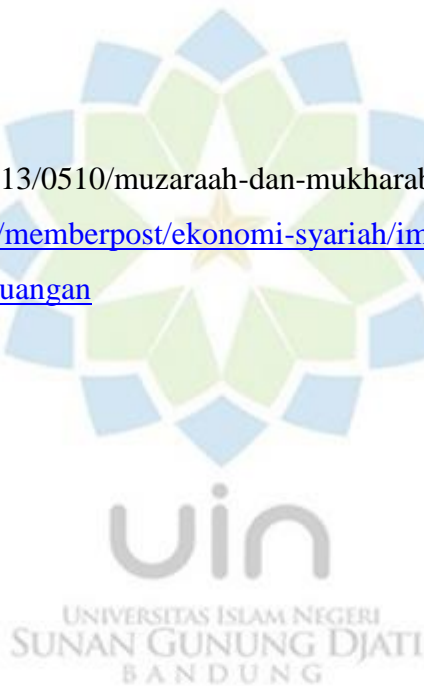 13/0510/muzaraah-dan-mukharab
/memberpost/ekonomi-syariah/im
uangan
uin
UNIVERSITAS ISLAM NEGERI
SUNAN GUNUNG DJATI
BANDUNG